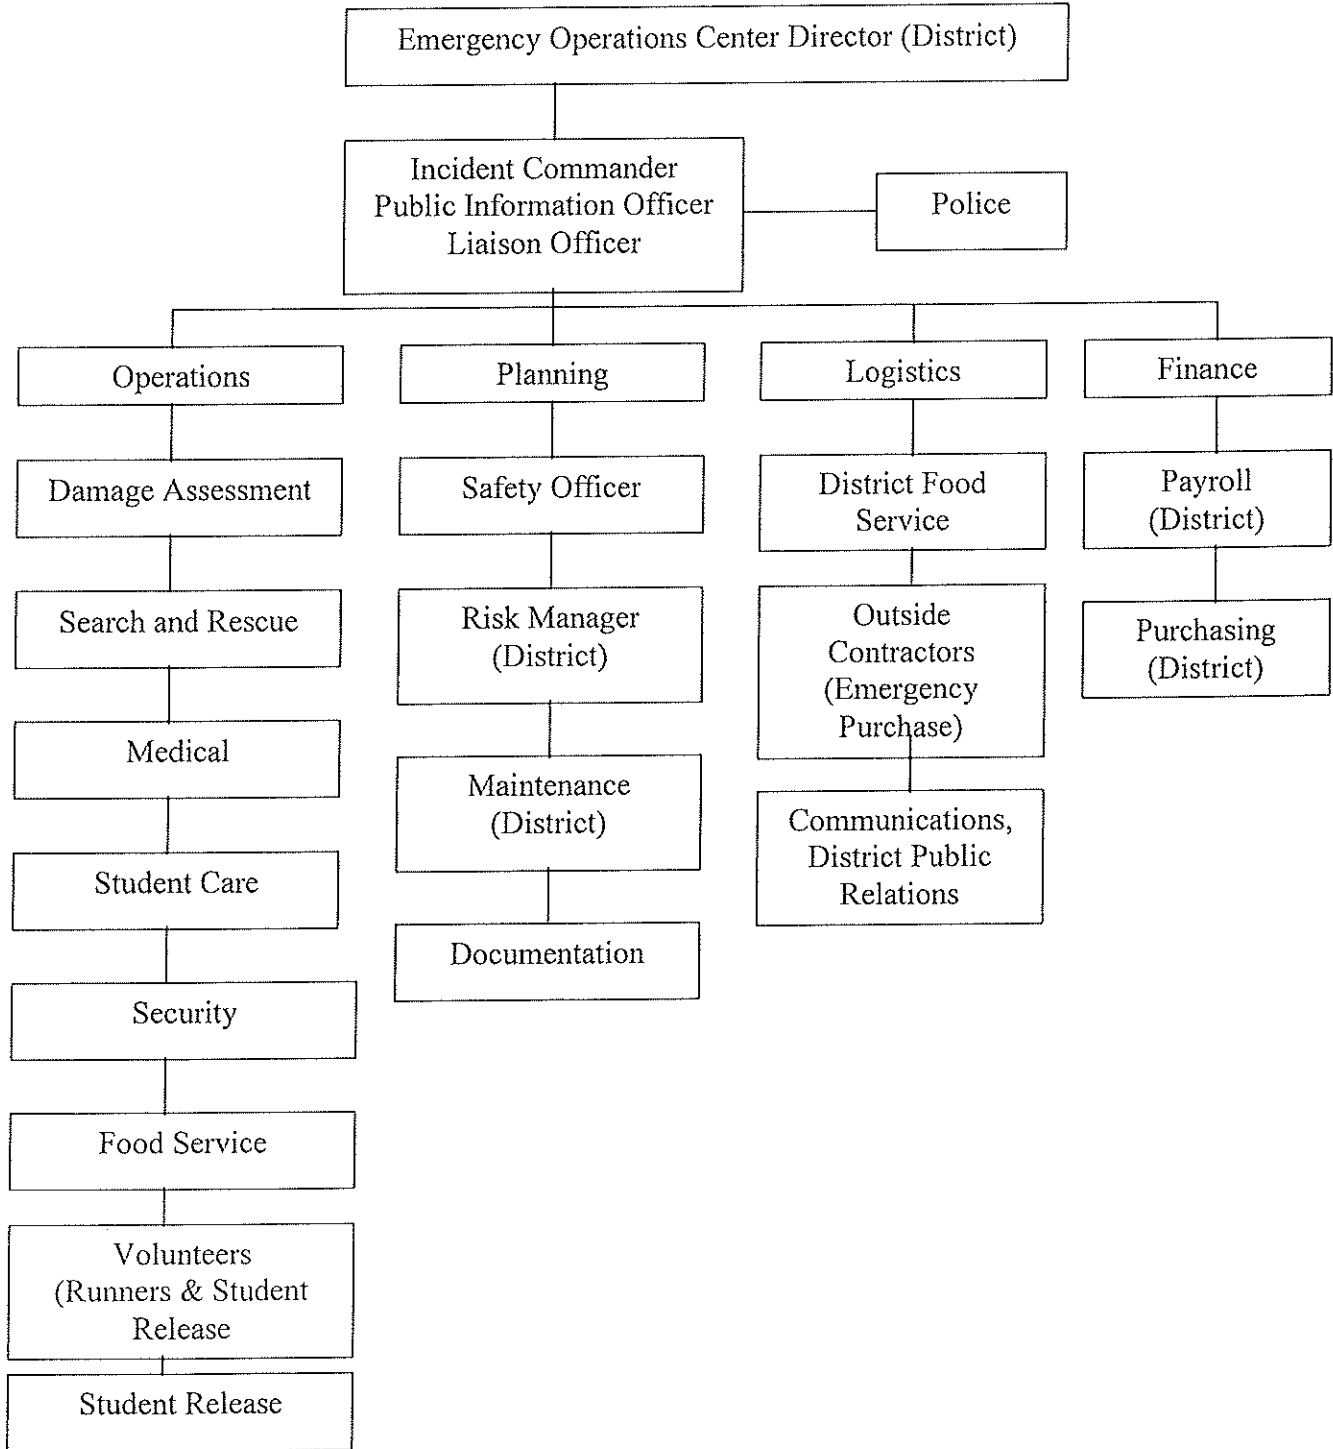 Emergency Operations Center Director (District)
Incident Commander
Public Information Officer
Liaison Officer
Police
Operations
Planning
Logistics
Finance
Damage Assessment
Search and Rescue
Medical
Student Care
Security
Food Service
Volunteers
(Runners & Student
Release
Student Release
Safety Officer
Risk Manager
(District)
Maintenance
(District)
Documentation
District Food
Service
Outside
Contractors
(Emergency
Purchase)
Communications,
District Public
Relations
Payroll
(District)
Purchasing
(District)